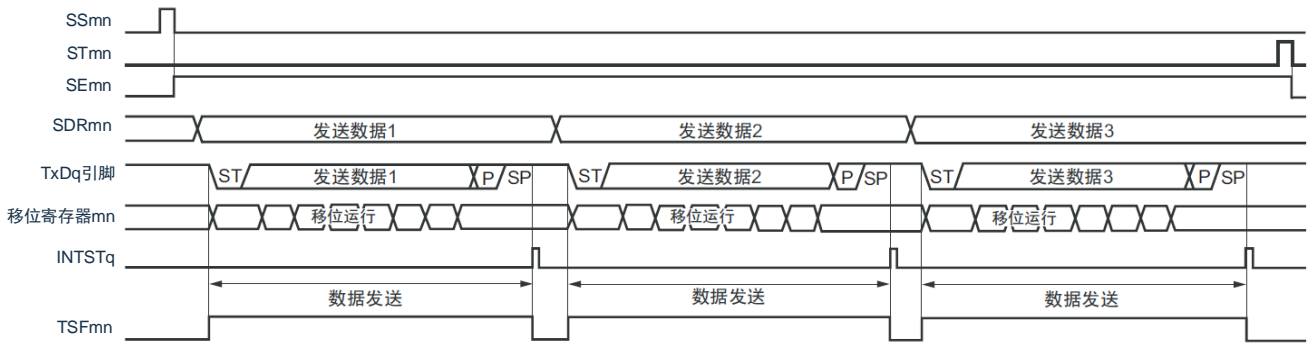 SSmn
STmn
SEmn
SDRmn 发送数据1 发送数据2 发送数据3
TxDq引脚 ST 发送数据1 P SP ST 发送数据2 P SP ST 发送数据3 P SP
移位寄存器mn 移位运行 移位运行 移位运行
INTSTq
数据发送 数据发送 数据发送
TSFmn